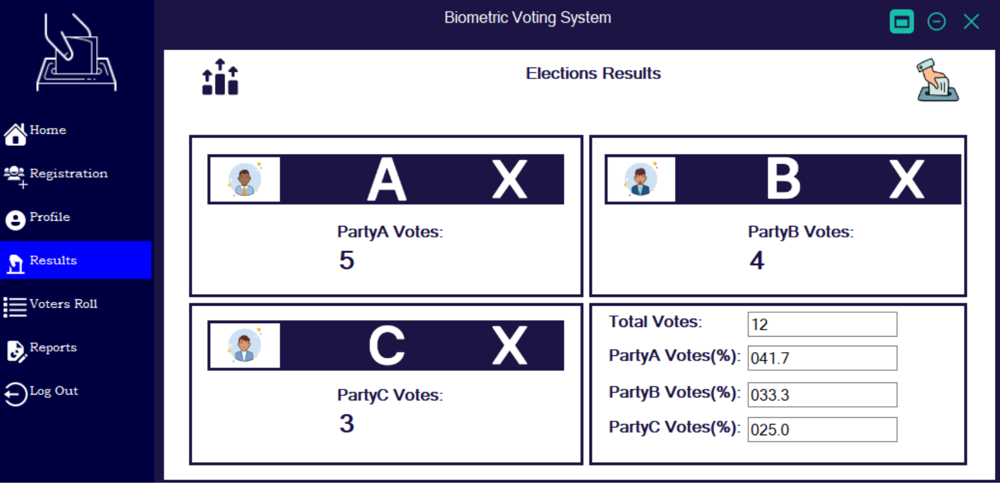 Biometric Voting System
Elections Results
Home
Registration
Profile
Results
Voters Roll
Reports
Log Out
A X
PartyA Votes:
5
B X
PartyB Votes:
4
C X
PartyC Votes:
3
Total Votes: 12
PartyA Votes(%): 041.7
PartyB Votes(%): 033.3
PartyC Votes(%): 025.0